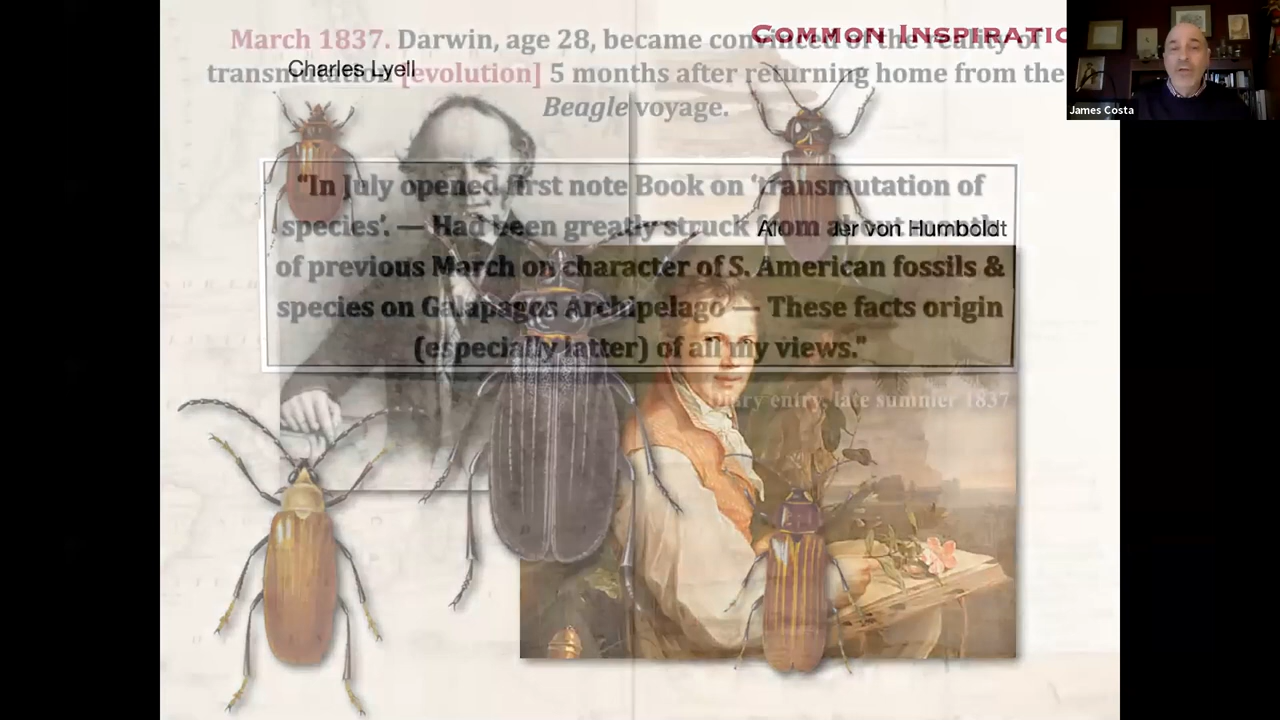 COMMON INSPIRATIO
March 1837. Darwin, age 28, became convinced of the reality of
Charles Lyell
transmutation [evolution] 5 months after returning home from the
Beagle voyage.
James Costa
“In July opened first note Book on ‘transmutation of
species’. — Had been greatly struck from about month
Alexander von Humboldt
of previous March on character of S. American fossils &
species on Galapagos Archipelago — These facts origin
(especially latter) of all my views.”
Diary entry, late summer 1837